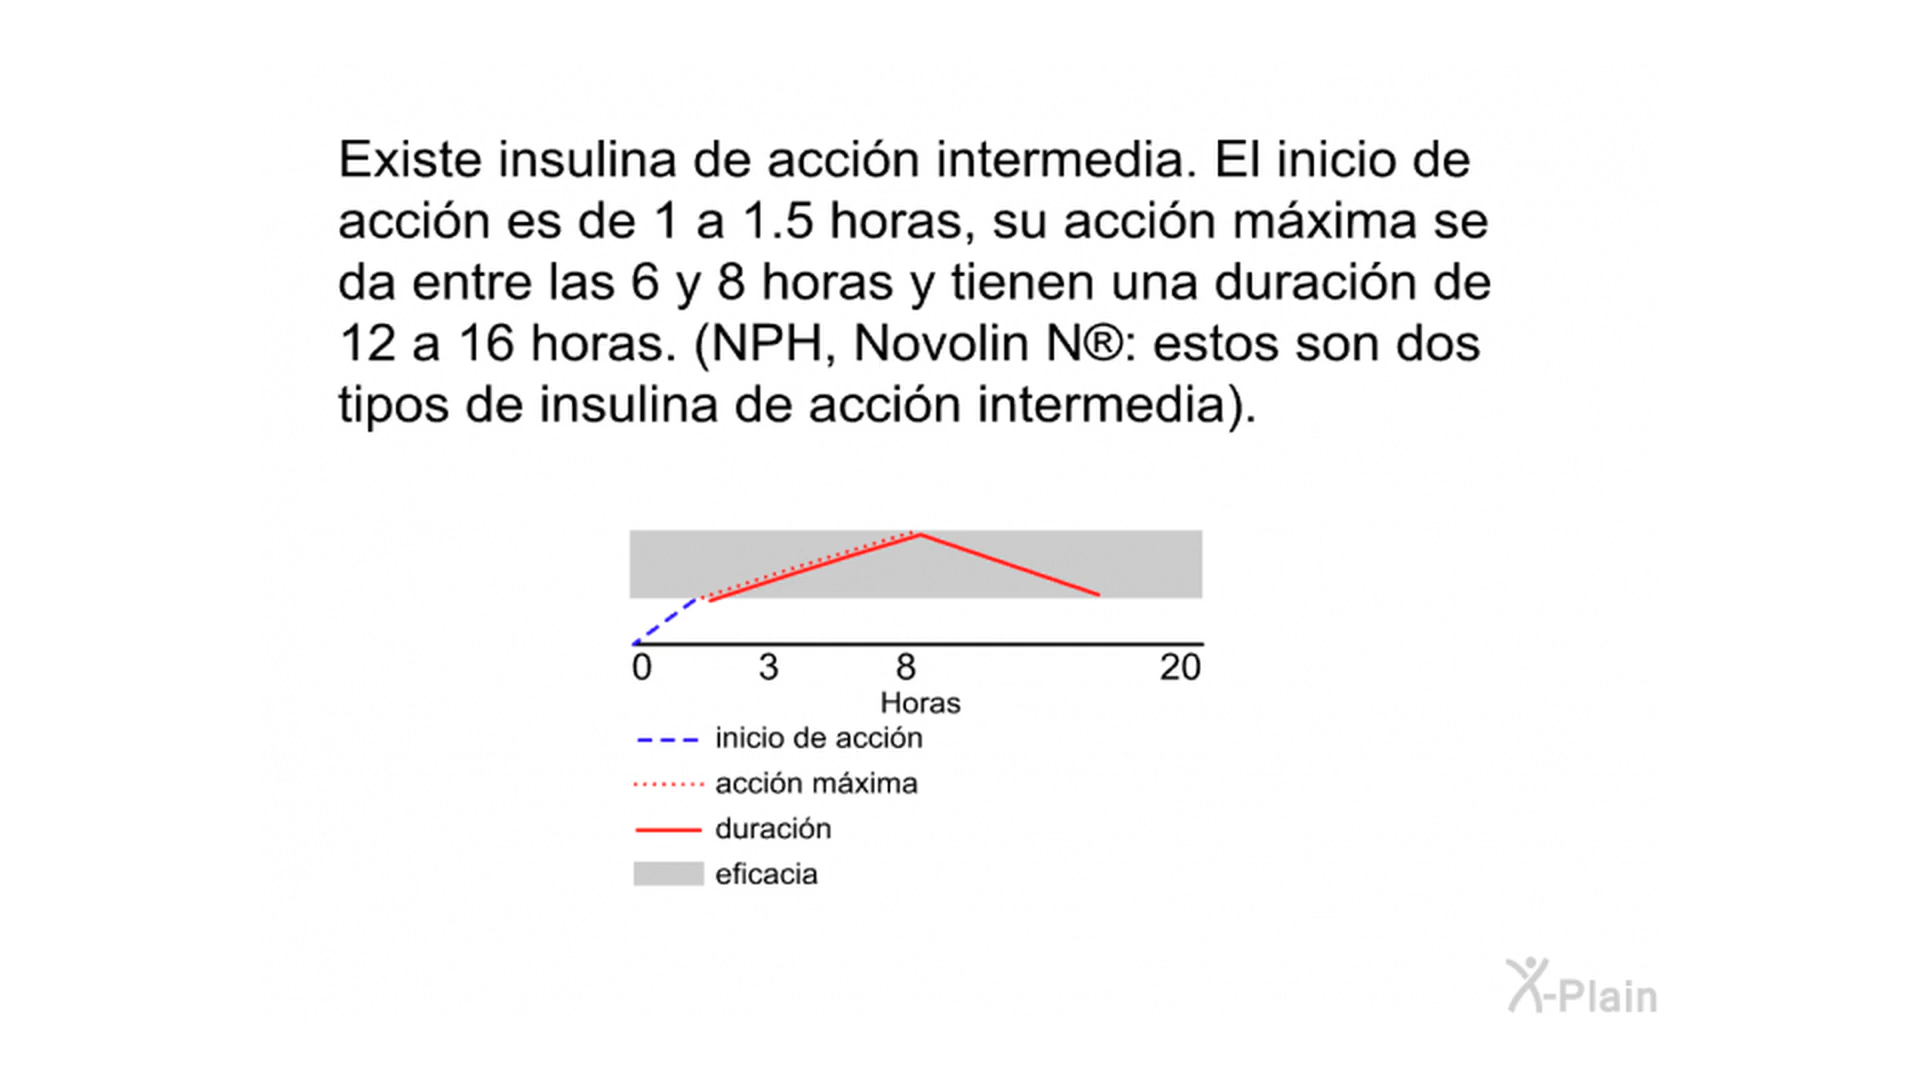 Existe insulina de acción intermedia. El inicio de
acción es de 1 a 1.5 horas, su acción máxima se
da entre las 6 y 8 horas y tienen una duración de
12 a 16 horas. (NPH, Novolin N®: estos son dos
tipos de insulina de acción intermedia).
0 3 8 20
Horas
inicio de acción
acción máxima
duración
eficacia
X-Plain